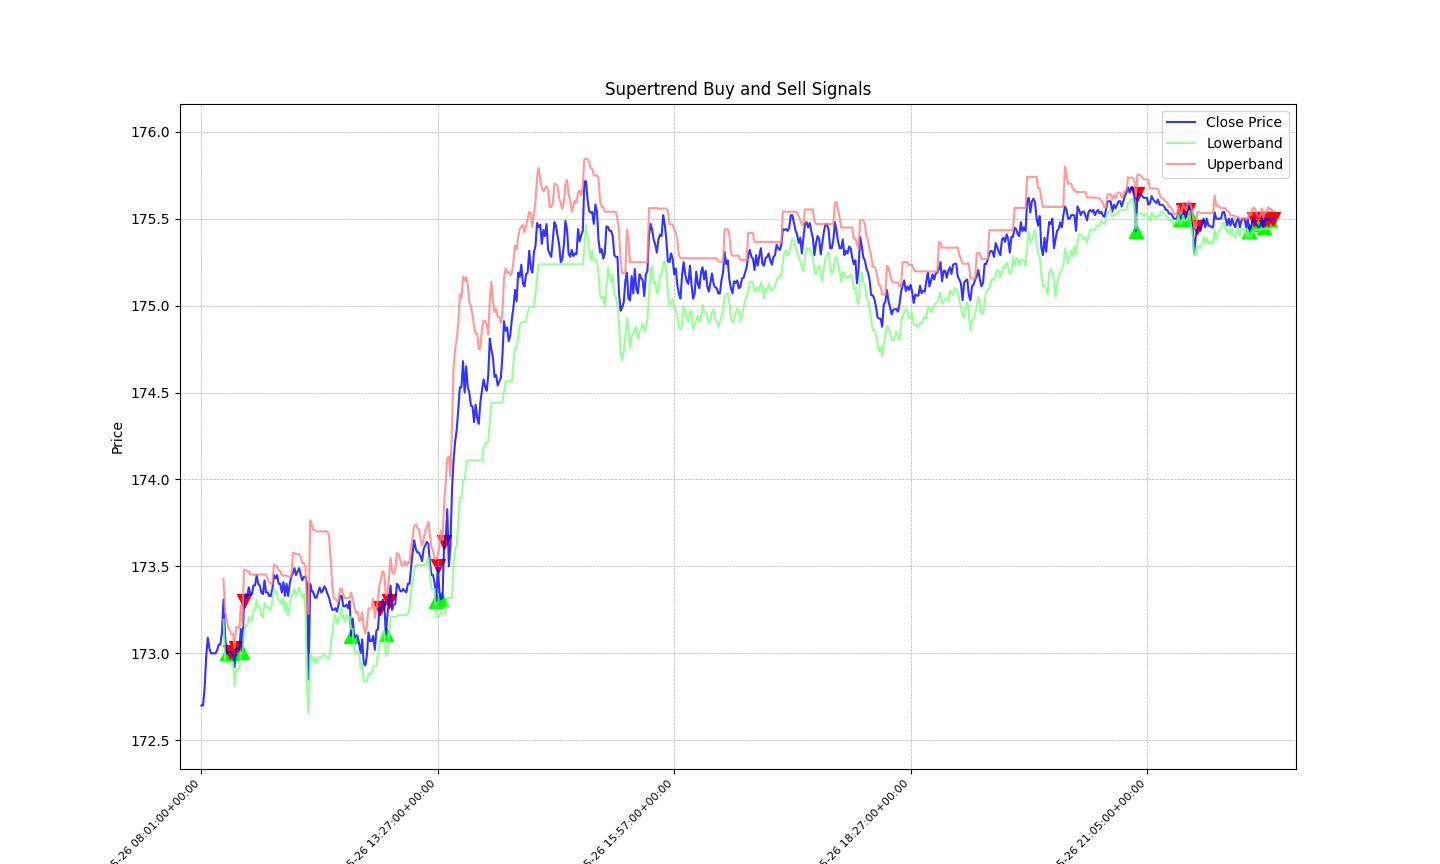 Supertrend Buy and Sell Signals
Close Price
Lowerband
Upperband
176.0
175.5
175.0
174.5
174.0
173.5
173.0
172.5
Price
5-26 08:01:00+00:00
5-26 13:27:00+00:00
5-26 15:57:00+00:00
5-26 18:27:00+00:00
5-26 21:05:00+00:00